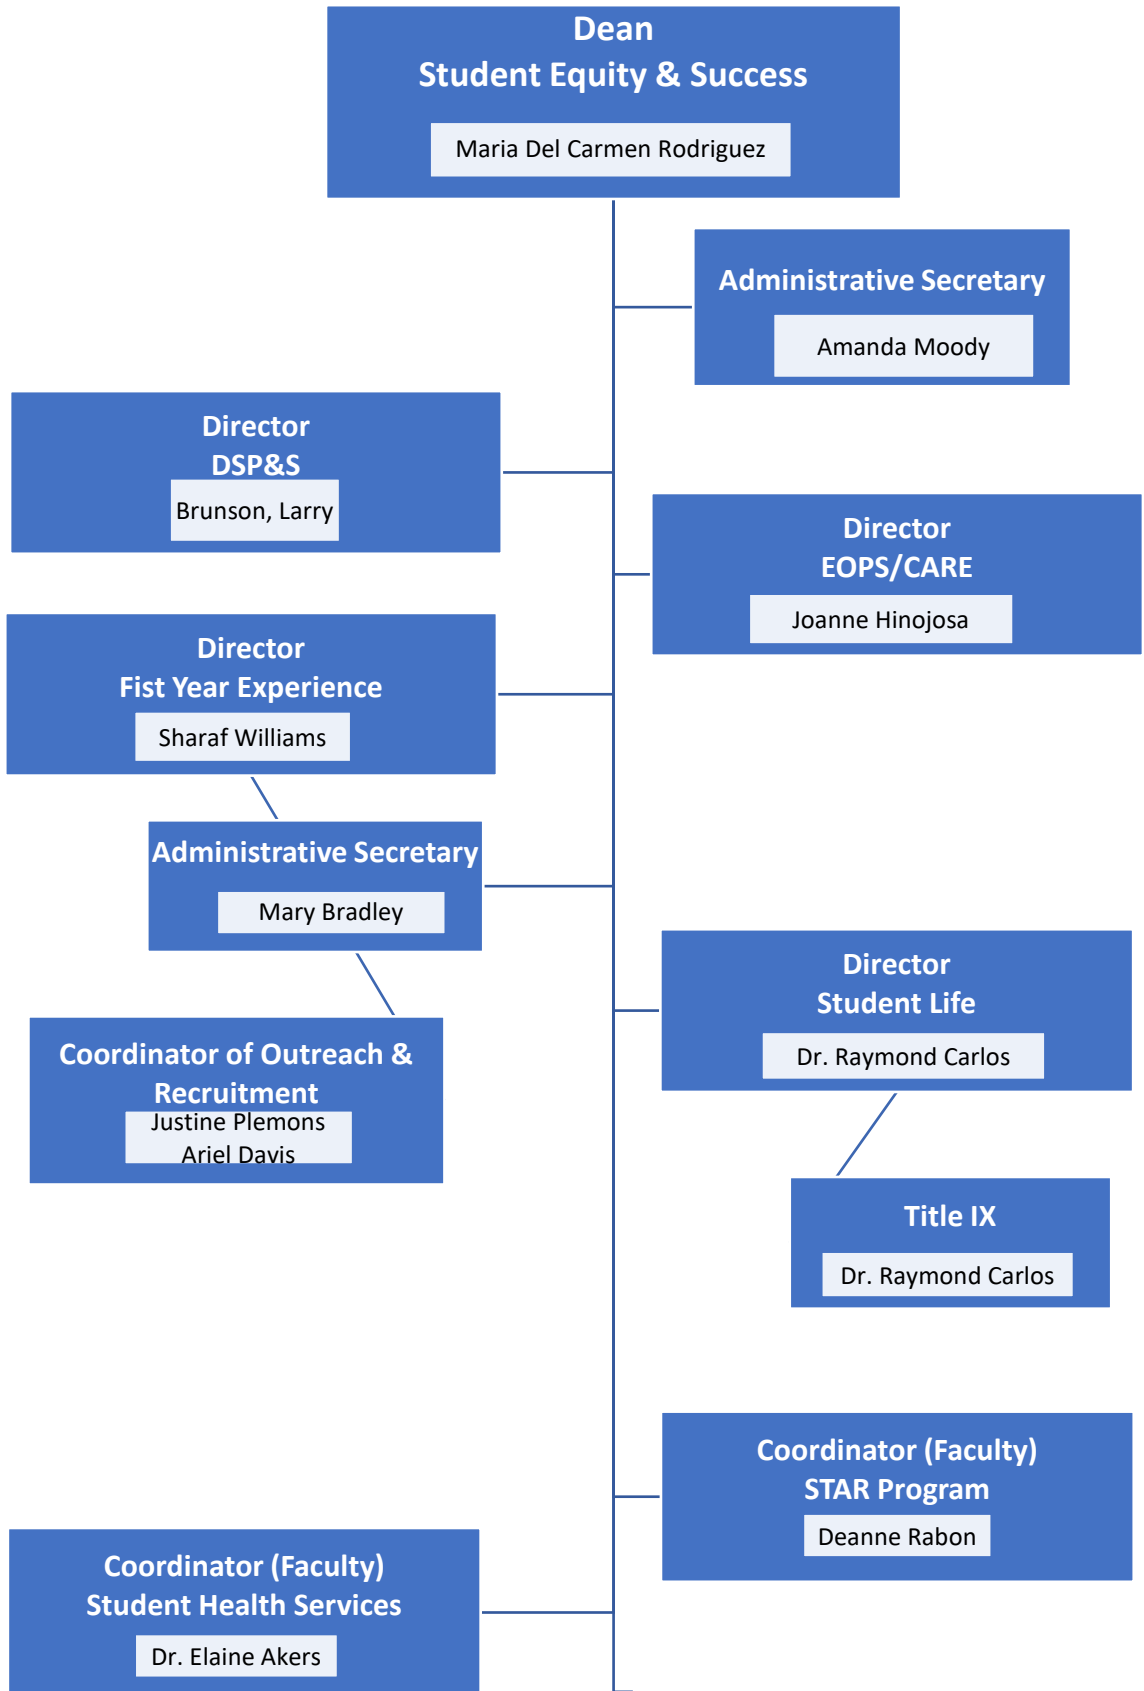 Dean
Student Equity & Success
Maria Del Carmen Rodriguez
Administrative Secretary
Amanda Moody
Director
DSP&S
Brunson, Larry
Director
EOPS/CARE
Joanne Hinojosa
Director
Fist Year Experience
Sharaf Williams
Administrative Secretary
Mary Bradley
Director
Student Life
Dr. Raymond Carlos
Coordinator of Outreach &
Recruitment
Justine Plemons
Ariel Davis
Title IX
Dr. Raymond Carlos
Coordinator (Faculty)
STAR Program
Deanne Rabon
Coordinator (Faculty)
Student Health Services
Dr. Elaine Akers